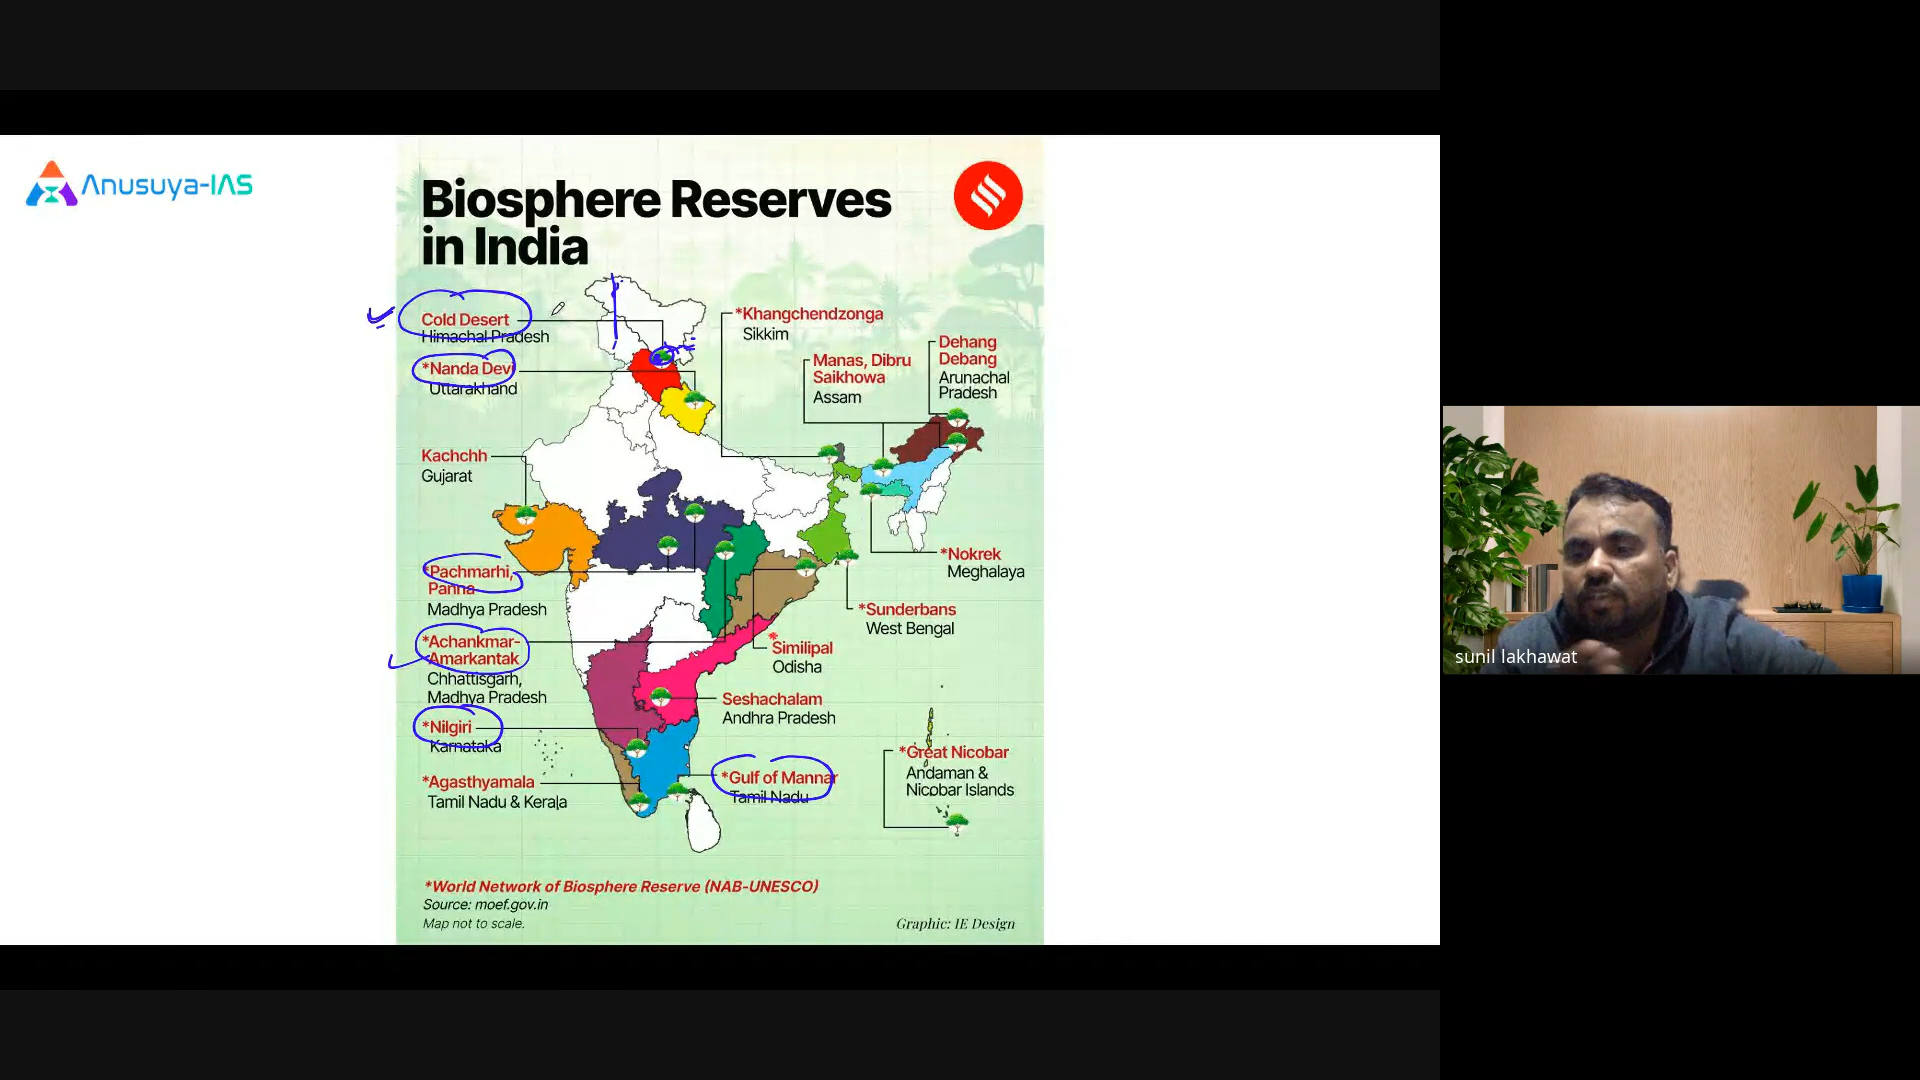 Anusuya-IAS
Biosphere Reserves
in India
Cold Desert
Himachal Pradesh
*Nanda Devi
Uttarakhand
Kachchh
Gujarat
*Pachmarhi,
Panna
Madhya Pradesh
*Achankmar-
Amarkantak
Chhattisgarh,
Madhya Pradesh
*Nilgiri
Karnataka
*Agasthyamala
Tamil Nadu & Kerala
*Khangchendzonga
Sikkim
Manas, Dibru
Saikhowa
Assam
Dehang
Debang
Arunachal
Pradesh
*Nokrek
Meghalaya
*Sunderbans
West Bengal
*
Similipal
Odisha
Seshachalam
Andhra Pradesh
*Gulf of Mannar
Tamil Nadu
*Great Nicobar
Andaman &
Nicobar Islands
*World Network of Biosphere Reserve (NAB-UNESCO)
Source: moef.gov.in
Map not to scale.
Graphic: IE Design
sunil lakhawat